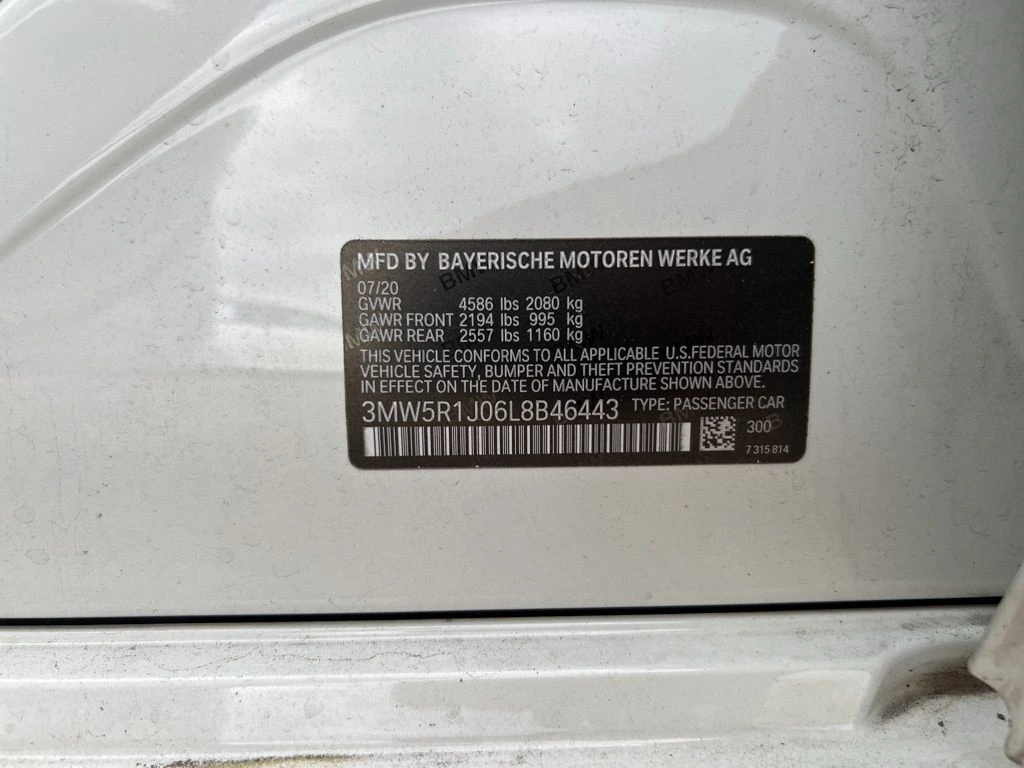 MFD BY BAYERISCHE MOTOREN WERKE AG
07/20
GVWR 4586 lbs 2080 kg
GAWR FRONT 2194 lbs 995 kg
GAWR REAR 2557 lbs 1160 kg
THIS VEHICLE CONFORMS TO ALL APPLICABLE U.S.FEDERAL MOTOR
VEHICLE SAFETY, BUMPER AND THEFT PREVENTION STANDARDS
IN EFFECT ON THE DATE OF MANUFACTURE SHOWN ABOVE.
3MW5R1J06L8B46443 TYPE: PASSENGER CAR
300
7 315 814